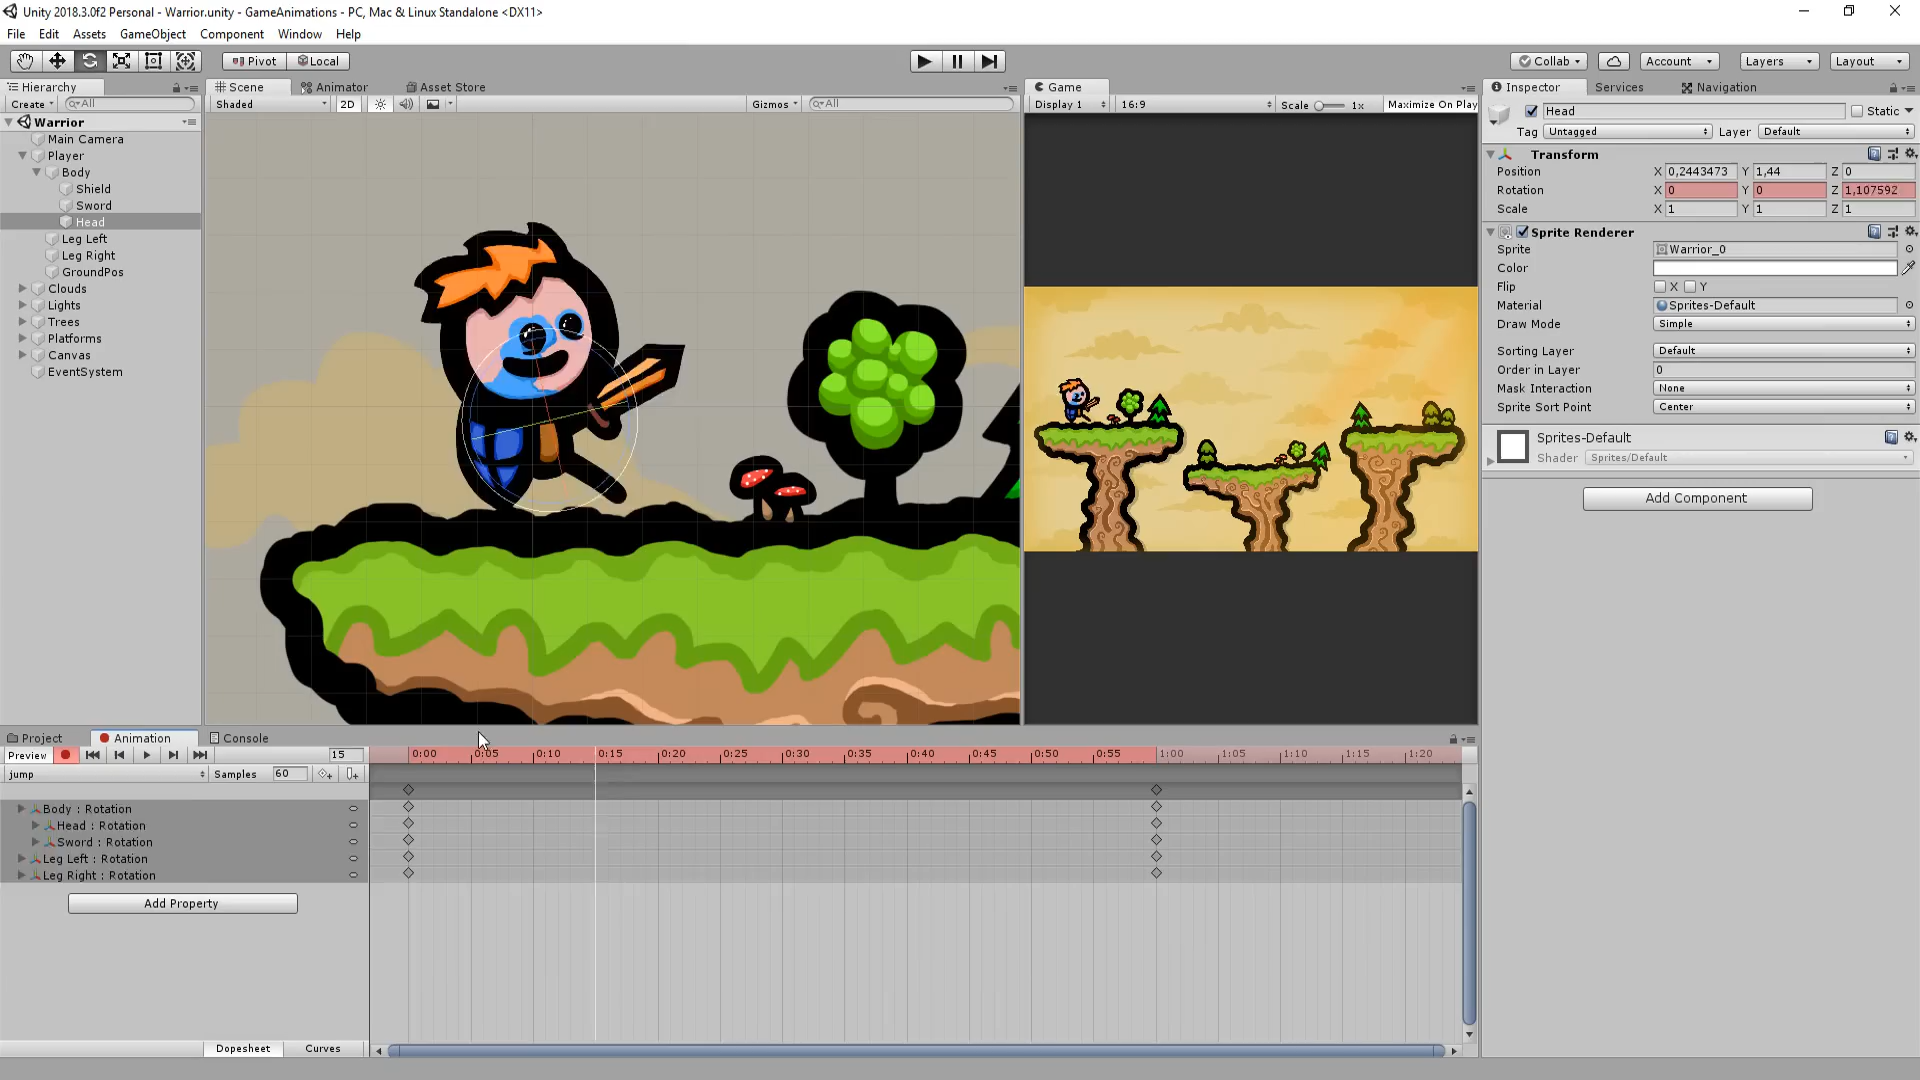 Unity 2018.3.0f2 Personal - Warrior.unity - GameAnimations - PC, Mac & Linux Standalone <DX11>
File Edit Assets GameObject Component Window Help
Pivot Local Collab Account Layers Layout
Hierarchy Scene Animator Asset Store Game Inspector Services Navigation
Create All Shaded 2D Gizmos All Display 1 16:9 Scale 1x Maximize On Play
Head Static
Warrior
Tag Untagged Layer Default
Main Camera
Player
Transform
Body
Position X 0,2443473 Y 1,44 Z 0
Shield
Rotation X 0 Y 0 Z 1,107592
Sword
Scale X 1 Y 1 Z 1
Head
Sprite Renderer
Leg Left
Sprite Warrior_0
Leg Right
Color
GroundPos
Flip X Y
Clouds
Material Sprites-Default
Lights
Draw Mode Simple
Trees
Sorting Layer Default
Platforms
Order in Layer 0
Canvas
Mask Interaction None
EventSystem
Sprite Sort Point Center
Sprites-Default
Shader Sprites/Default
Add Component
Project Animation Console
Preview 15 0:00 0:05 0:10 0:15 0:20 0:25 0:30 0:35 0:40 0:45 0:50 0:55 1:00 1:05 1:10 1:15 1:20
jump Samples 60
Body : Rotation
Head : Rotation
Sword : Rotation
Leg Left : Rotation
Leg Right : Rotation
Add Property
Dopesheet Curves